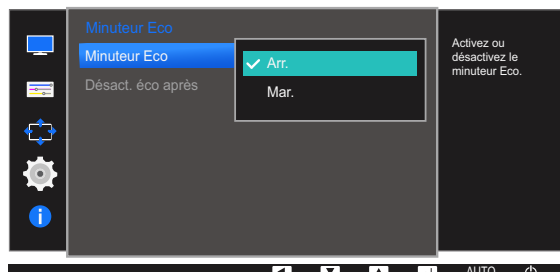 Minuteur Eco
Minuteur Eco
Désact. éco après
Arr.
Mar.
Activez ou
désactivez le
minuteur Eco.
AUTO